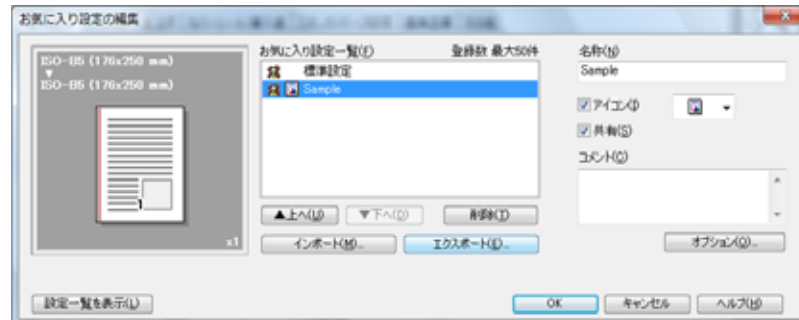 お気に入り設定の編集
ISO-B5 (176x250 mm)
ISO-B5 (176x250 mm)
1
x1
お気に入り設定一覧(F) 登録数 最大50件
標準設定
Sample
▲上へ(U) ▼下へ(D) 削除(T)
インポート(M)... エクスポート(E)...
名称(N)
Sample
アイコン(I)
共有(S)
コメント(C)
オプション(O)...
設定一覧を表示(L)
OK キャンセル ヘルプ(H)